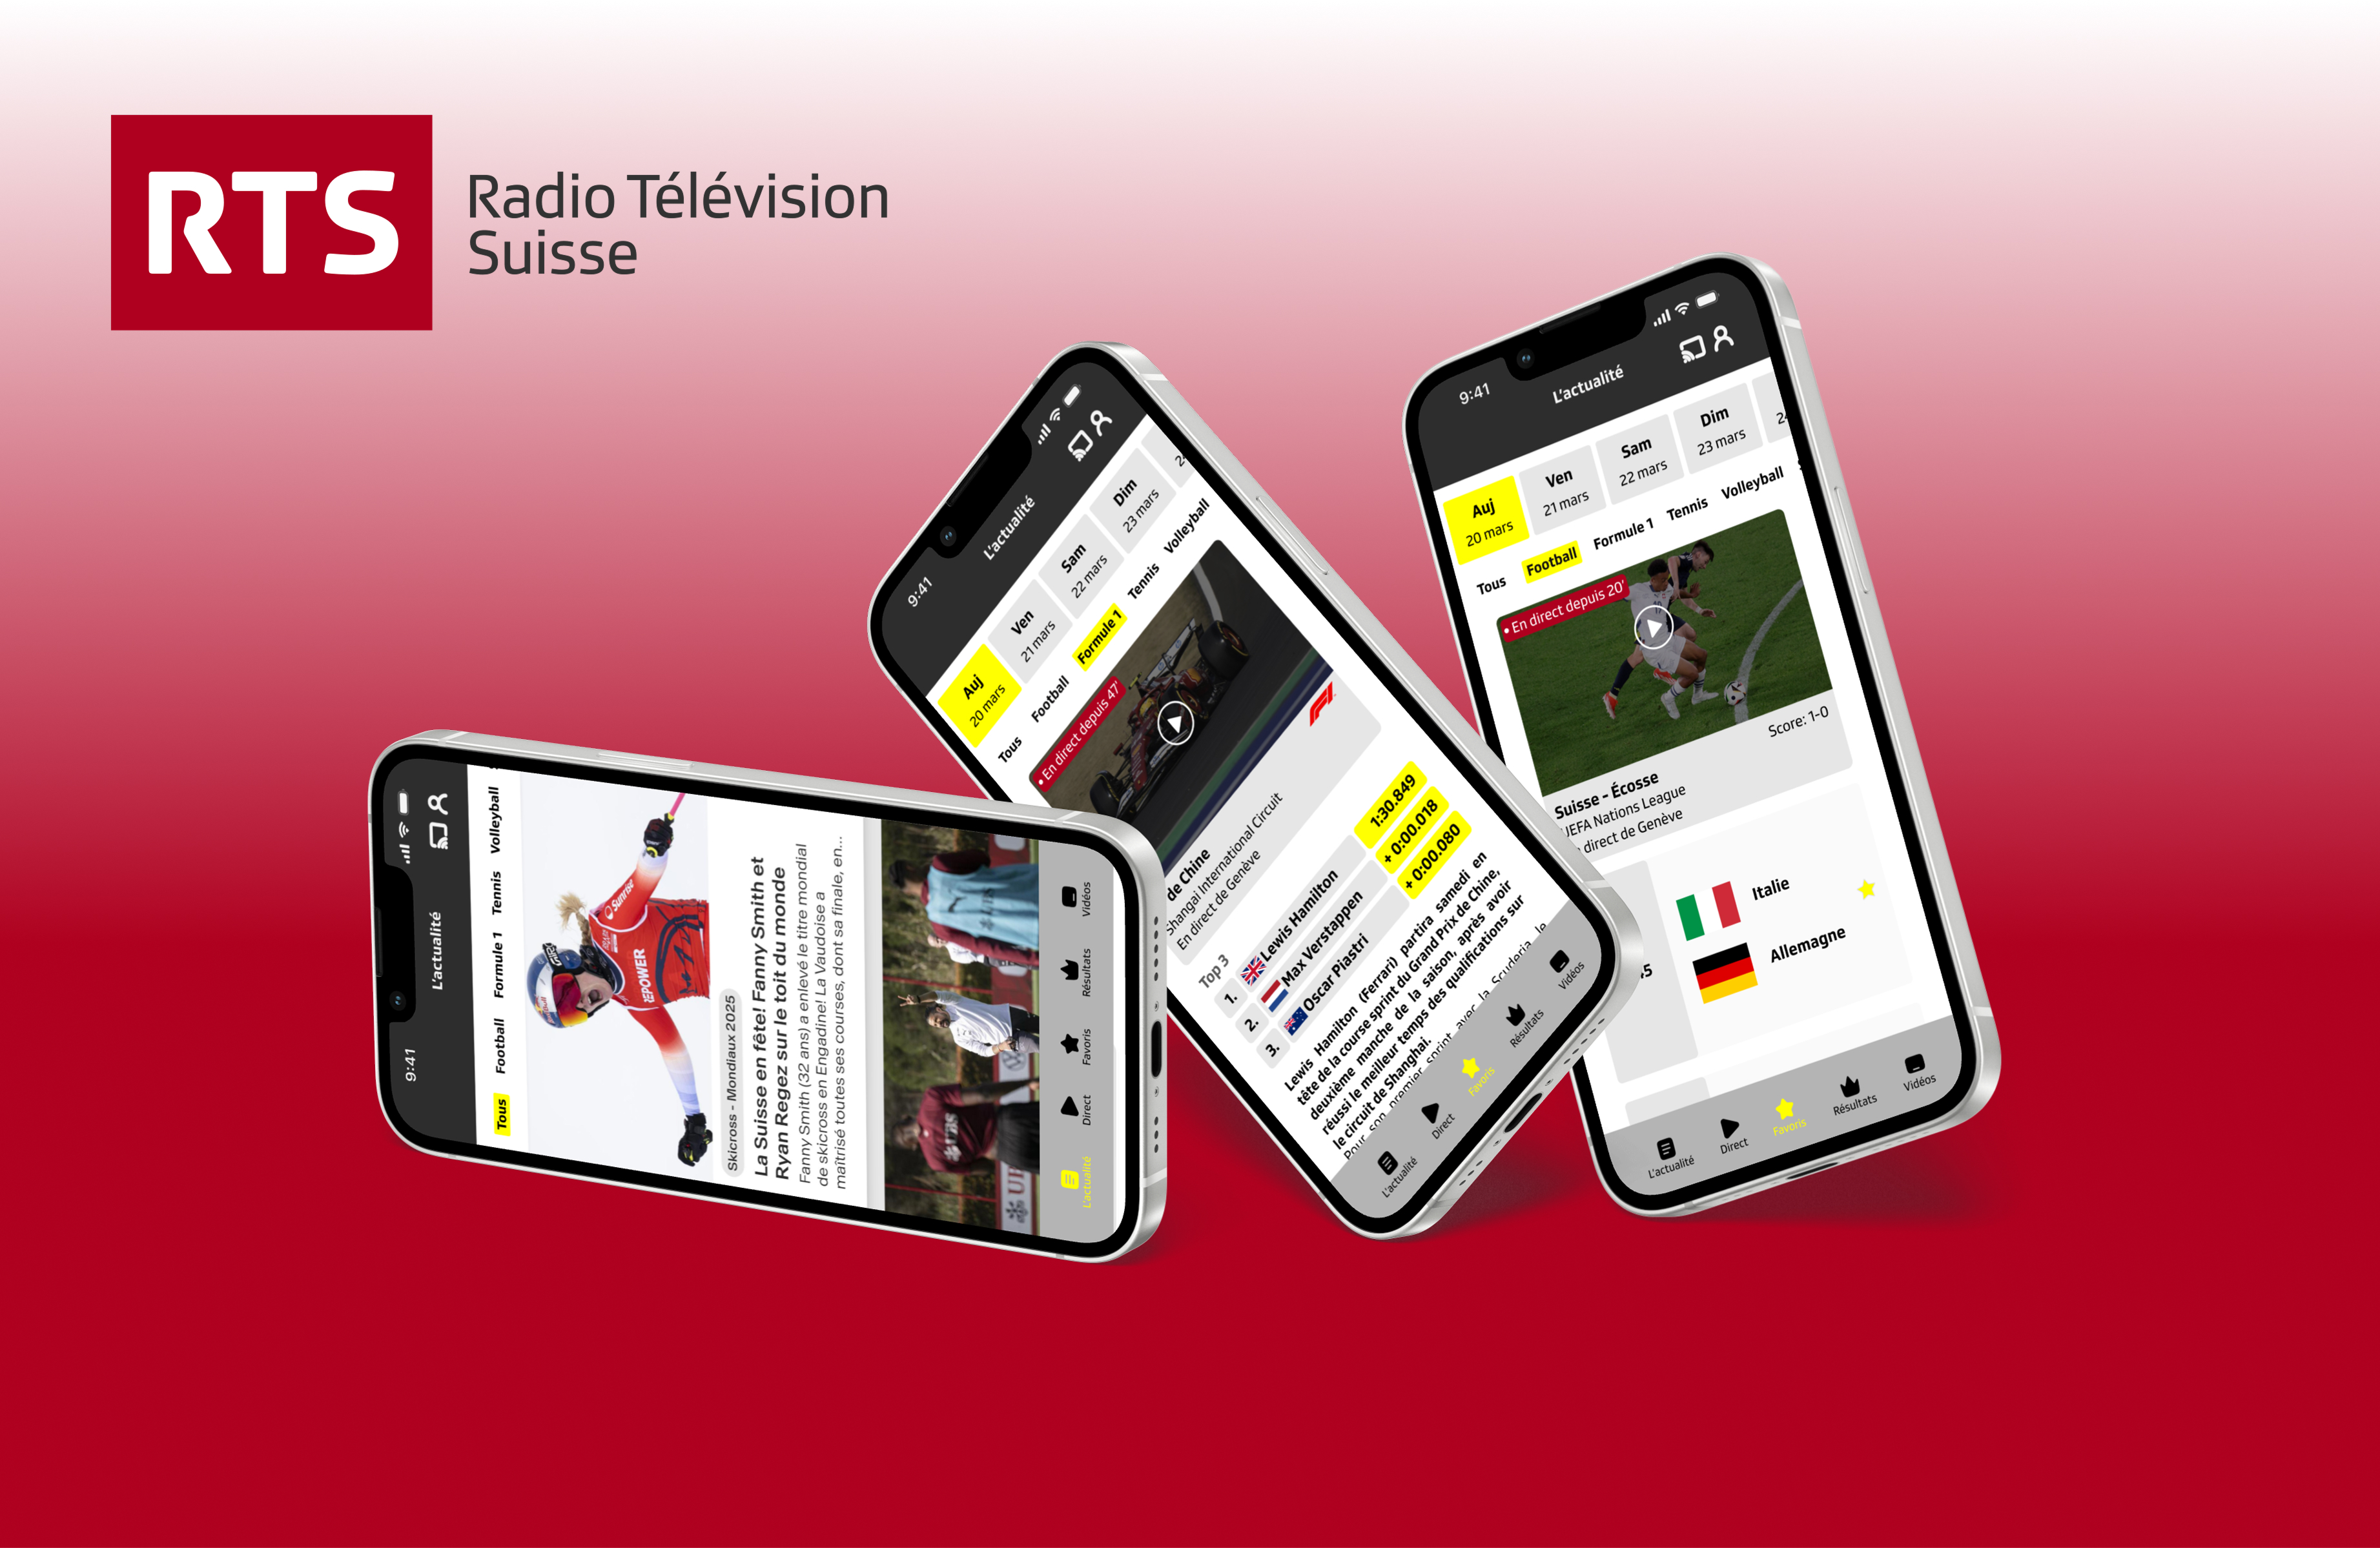 RTS
Radio Télévision
Suisse
9:41
L'actualité
Tous Football Formule 1 Tennis Volleyball
Skicross - Mondiaux 2025
La Suisse en fête! Fanny Smith et
Ryan Regez sur le toit du monde
Fanny Smith (32 ans) a enlevé le titre mondial
de skicross en Engadine! La Vaudoise a
maîtrisé toutes ses courses, dont sa finale, en...
L'actualité
Direct
Favoris
Résultats
Vidéos
9:41
L'actualité
Auj
20 mars
Ven
21 mars
Sam
22 mars
Dim
23 mars
Tous Football Formule 1 Tennis Volleyball
• En direct depuis 47'
F1
de Chine
Shangai International Circuit
En direct de Genève
Top 3
1. Lewis Hamilton 1:30.849
2. Max Verstappen + 0:00.018
3. Oscar Piastri + 0:00.080
Lewis Hamilton (Ferrari) partira samedi en
tête de la course sprint du Grand Prix de Chine,
deuxième manche de la saison, après avoir
réussi le meilleur temps des qualifications sur
le circuit de Shanghai.
Pour son premier sprint avec la Scuderia, le
L'actualité
Direct
Favoris
Résultats
Vidéos
9:41
L'actualité
Auj
20 mars
Ven
21 mars
Sam
22 mars
Dim
23 mars
Tous Football Formule 1 Tennis Volleyball
• En direct depuis 20'
Score: 1-0
Suisse - Écosse
UEFA Nations League
direct de Genève
Italie
Allemagne
L'actualité
Direct
Favoris
Résultats
Vidéos